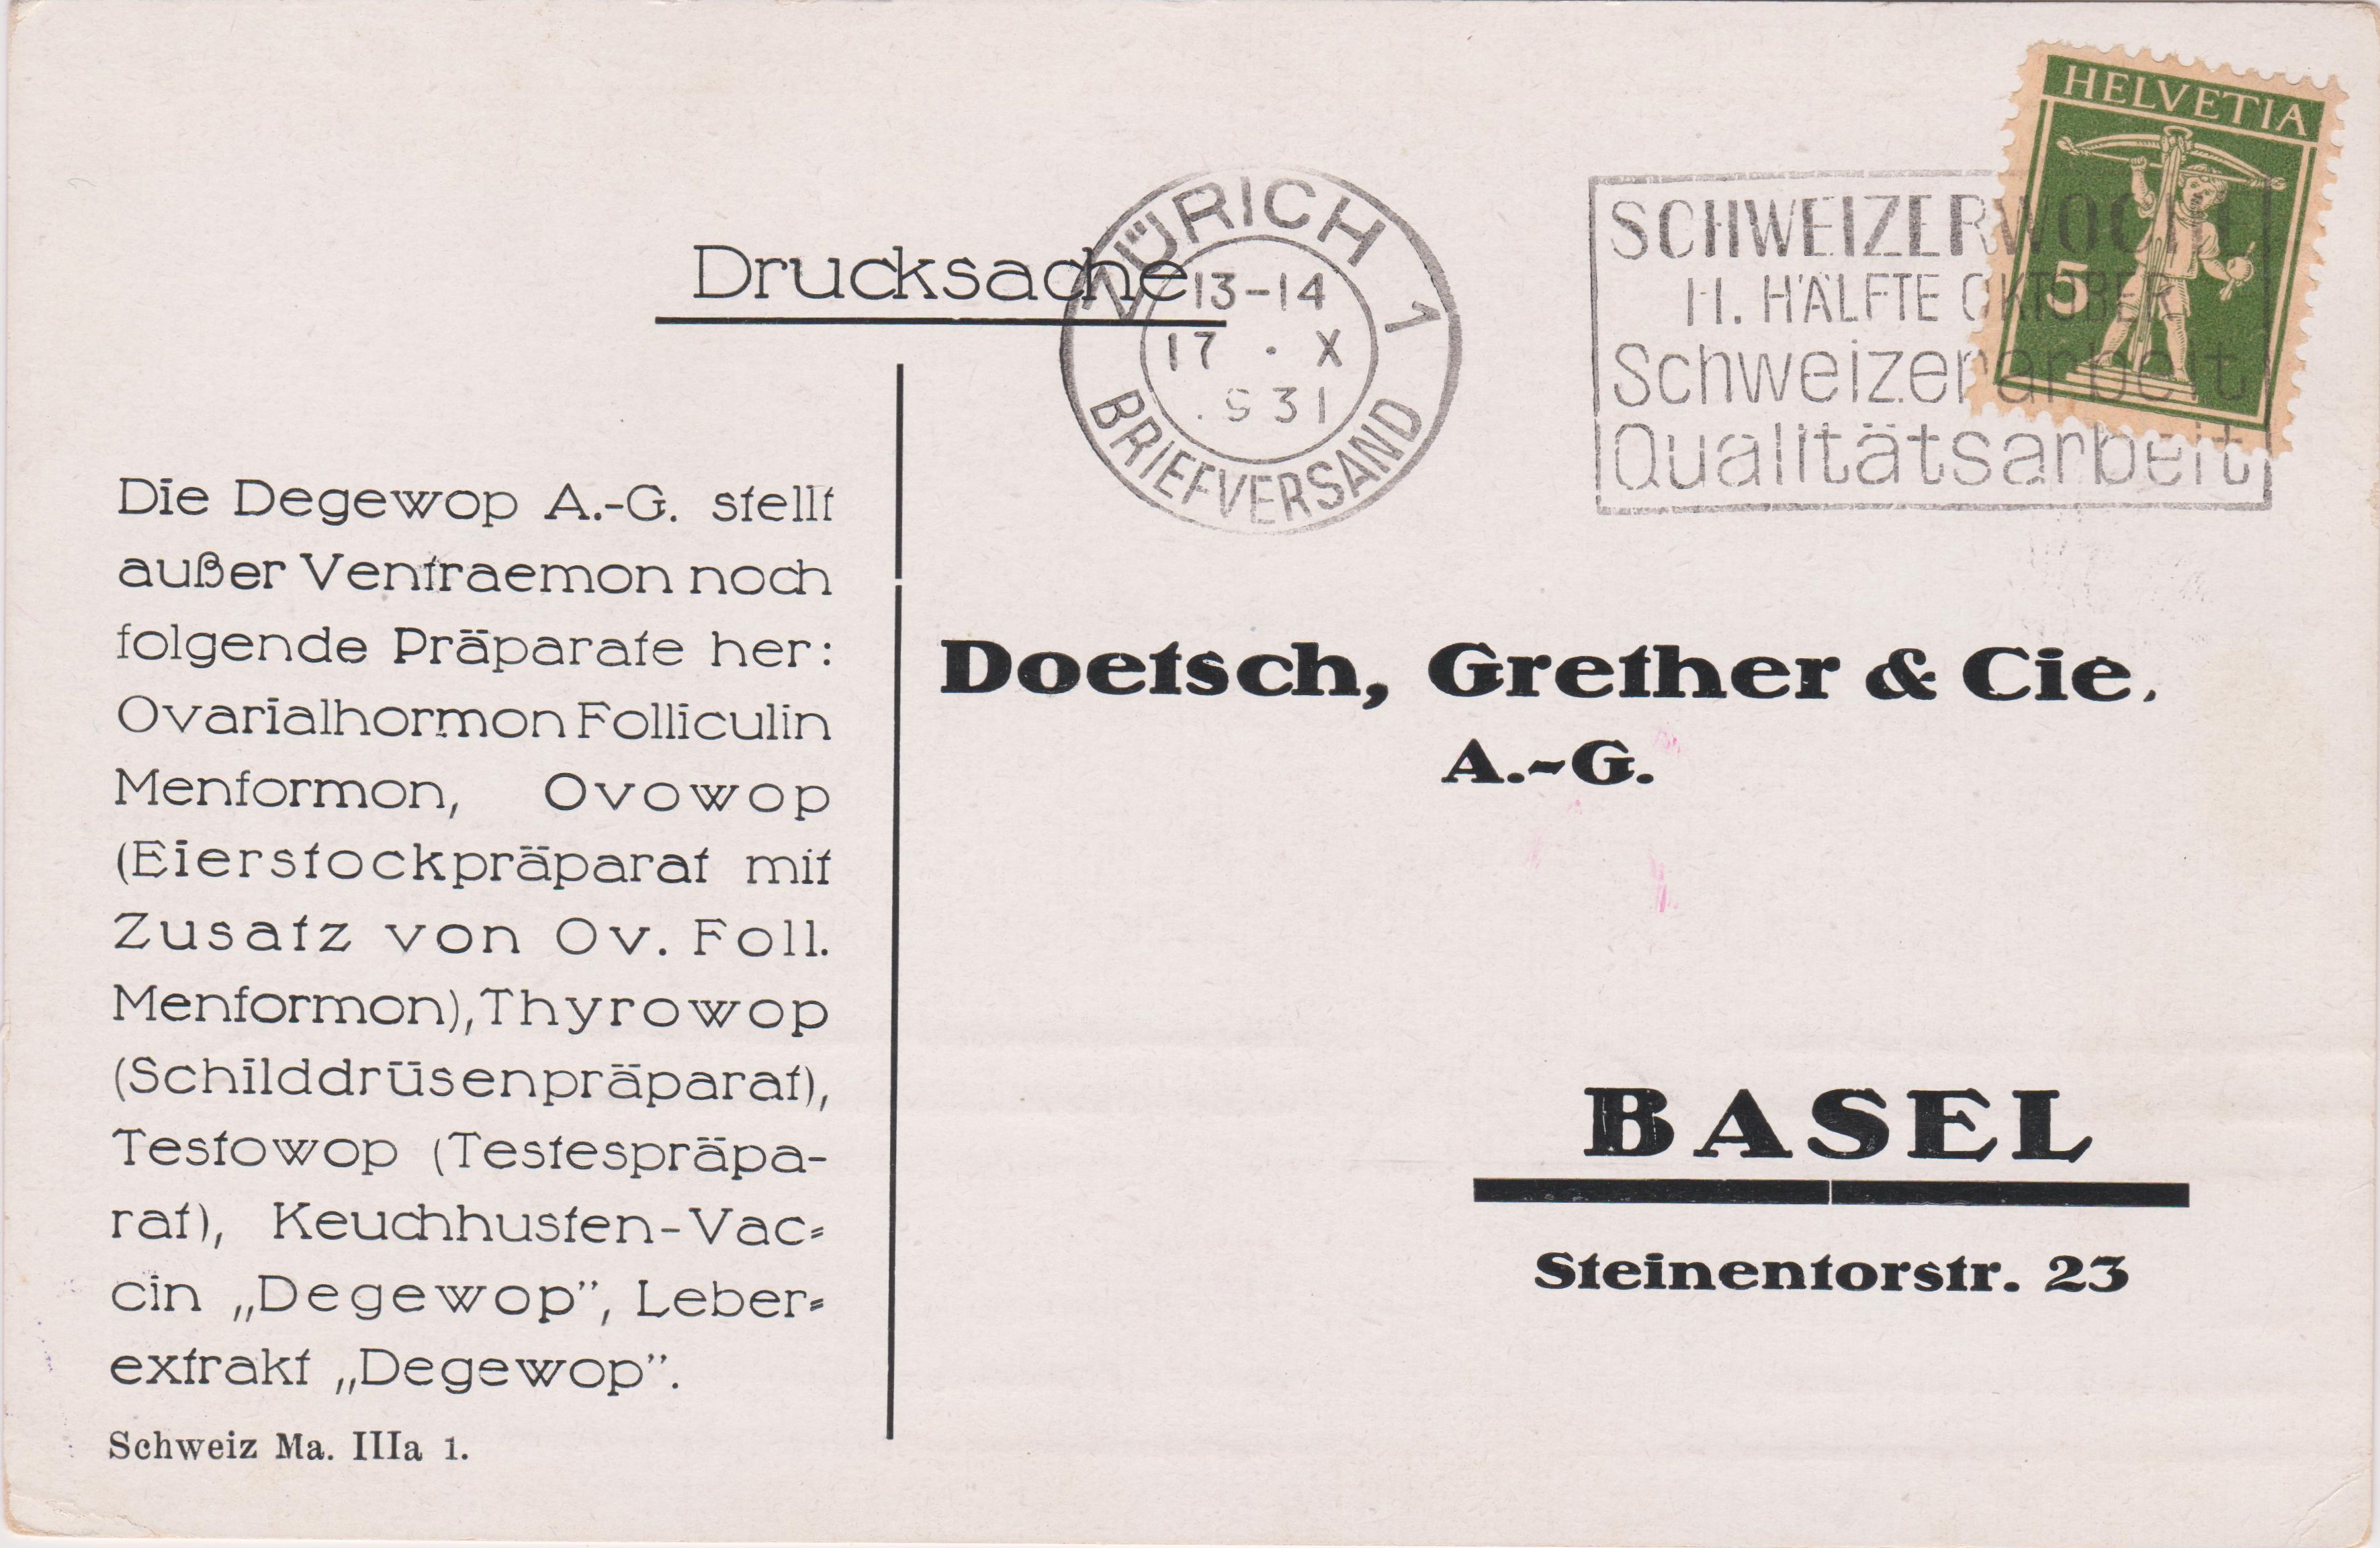 HELVETIA
5
ZÜRICH 1
13-14
17 . X
.931
BRIEFVERSAND
SCHWEIZERWOCHE
II. HÄLFTE OKTOBER
Schweizerarbeit
Qualitätsarbeit
Drucksache
Die Degewop A.-G. stellt
außer Ventraemon noch
folgende Präparate her:
Ovarialhormon Folliculin
Menformon, Ovowop
(Eierstockpräparat mit
Zusatz von Ov. Foll.
Menformon), Thyrowop
(Schilddrüsenpräparat),
Testowop (Testespräpa-
rat), Keuchhusten-Vac-
cin „Degewop”, Leber-
extrakt „Degewop”.
Schweiz Ma. IIIa 1.
Doetsch, Grether & Cie.
A.-G.
BASEL
Steinentorstr. 23